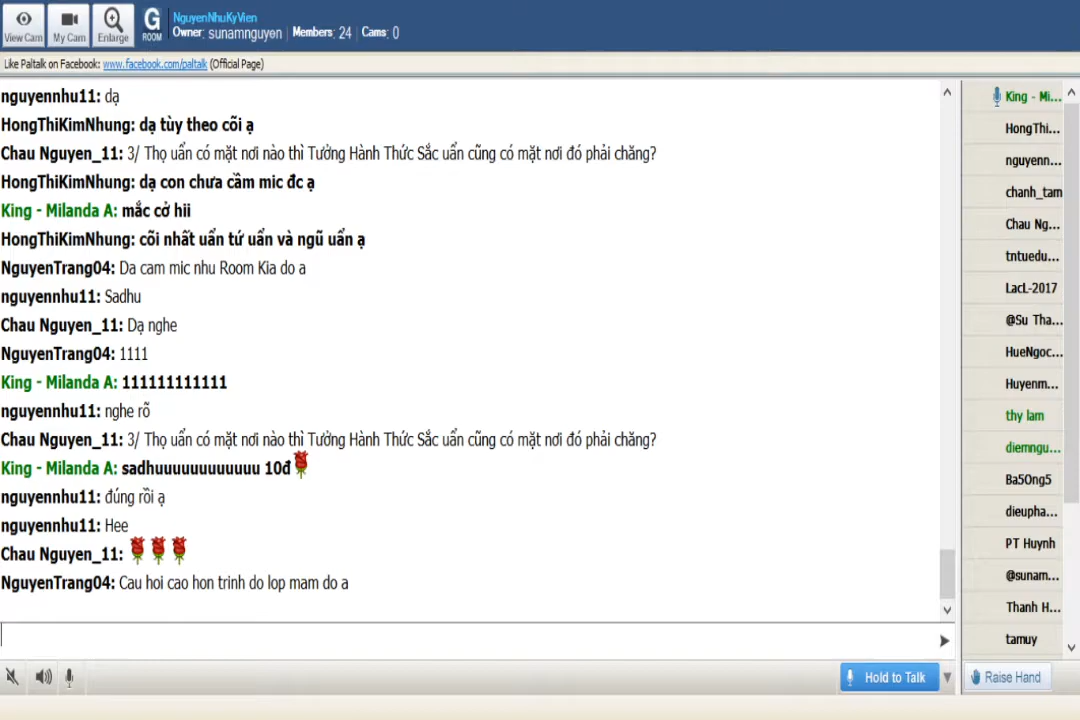 View Cam
My Cam
Enlarge
G
ROOM
NguyenNhuKyVien
Owner: sunamnguyen | Members: 24 | Cams: 0
Like Paltalk on Facebook: www.facebook.com/paltalk (Official Page)
nguyennhu11: dạ
HongThiKimNhung: dạ tùy theo cõi ạ
Chau Nguyen_11: 3/ Thọ uẩn có mặt nơi nào thì Tưởng Hành Thức Sắc uẩn cũng có mặt nơi đó phải chăng?
HongThiKimNhung: dạ con chưa cầm mic đc ạ
King - Milanda A: mắc cở hii
HongThiKimNhung: cõi nhất uẩn tứ uẩn và ngũ uẩn ạ
NguyenTrang04: Da cam mic nhu Room Kia do a
nguyennhu11: Sadhu
Chau Nguyen_11: Dạ nghe
NguyenTrang04: 1111
King - Milanda A: 111111111111
nguyennhu11: nghe rõ
Chau Nguyen_11: 3/ Thọ uẩn có mặt nơi nào thì Tưởng Hành Thức Sắc uẩn cũng có mặt nơi đó phải chăng?
King - Milanda A: sadhuuuuuuuuuuuu 10đ
nguyennhu11: đúng rồi ạ
nguyennhu11: Hee
Chau Nguyen_11:
NguyenTrang04: Cau hoi cao hon trinh do lop mam do a
King - Mi...
HongThi...
nguyenn...
chanh_tam
Chau Ng...
tntuedu...
LacL-2017
@Su Tha...
HueNgoc...
Huyenm...
thy lam
diemngu...
Ba5Ong5
dieupha...
PT Huynh
@sunam...
Thanh H...
tamuy
Hold to Talk
Raise Hand